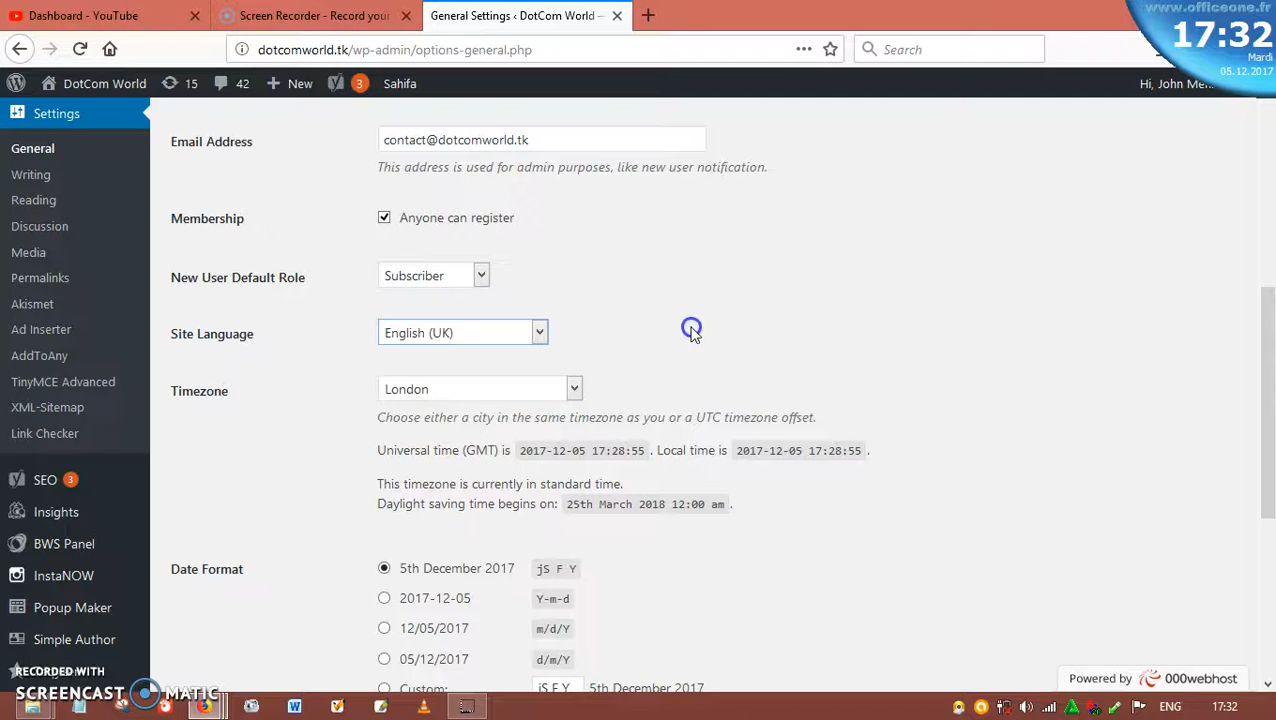 Dashboard - YouTube
Screen Recorder - Record your
General Settings ‹ DotCom World —
www.officeone.fr
17:32
Mardi
05.12.2017
dotcomworld.tk/wp-admin/options-general.php
Search
DotCom World
15
42
New
3
Sahifa
Hi, John
Settings
General
Writing
Reading
Discussion
Media
Permalinks
Akismet
Ad Inserter
AddToAny
TinyMCE Advanced
XML-Sitemap
Link Checker
SEO 3
Insights
BWS Panel
InstaNOW
Popup Maker
Simple Author
Email Address
contact@dotcomworld.tk
This address is used for admin purposes, like new user notification.
Membership
Anyone can register
New User Default Role
Subscriber
Site Language
English (UK)
Timezone
London
Choose either a city in the same timezone as you or a UTC timezone offset.
Universal time (GMT) is 2017-12-05 17:28:55. Local time is 2017-12-05 17:28:55.
This timezone is currently in standard time.
Daylight saving time begins on: 25th March 2018 12:00 am.
Date Format
5th December 2017 jS F Y
2017-12-05 Y-m-d
12/05/2017 m/d/Y
05/12/2017 d/m/Y
Custom: jS F Y 5th December 2017
RECORDED WITH
SCREENCAST MATIC
Powered by 000webhost
ENG
17:32